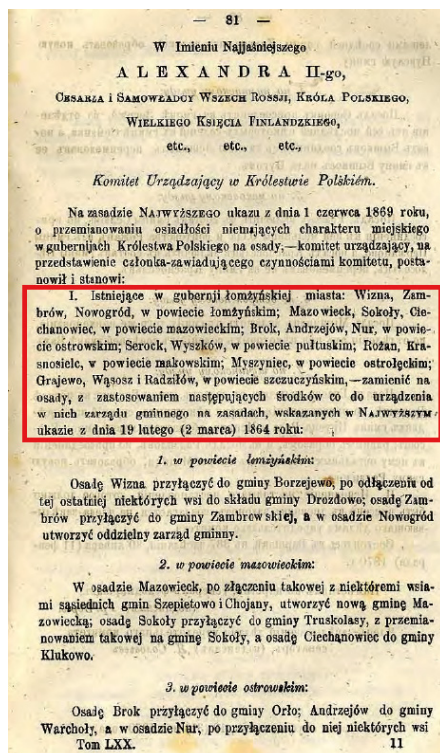 — 81 —
W Imieniu Najjaśniejszego
ALEXANDRA II-go,
Cesarza i Samowładcy Wszech Rossji, Króla Polskiego,
Wielkiego Księcia Finlandzkiego,
etc., etc., etc.,
Komitet Urządzający w Królestwie Polskiém.
Na zasadzie Najwyższego ukazu z dnia 1 czerwca 1869 roku,
o przemianowaniu osiadłości niemających charakteru miejskiego
w gubernijach Królestwa Polskiego na osady,—komitet urządzający, na
przedstawienie członka-zawiadującego czynnościami komitetu, posta-
nowił i stanowi:
I. Istniejące w gubernji łomżyńskiej miasta: Wizna, Zam-
brów, Nowogród, w powiecie łomżyńskim; Mazowieck, Sokoły, Cie-
chanowiec, w powiecie mazowieckim; Brok, Andrzejów, Nur, w powie-
cie ostrowskim; Serock, Wyszków, w powiecie pułtuskim; Rożan, Kra-
snosielc, w powiecie makowskim; Myszyniec, w powiecie ostrołęckim;
Grajewo, Wąsosz i Radziłów, w powiecie szczuczyńskim,—zamienić na
osady, z zastosowaniem następujących środków co do urządzenia
w nich zarządu gminnego na zasadach, wskazanych w Najwyższym
ukazie z dnia 19 lutego (2 marca) 1864 roku:
1. w powiecie łomżyńskim:
Osadę Wizna przyłączyć do gminy Borzejewo, po odłączeniu od
tej ostatniej niektórych wsi do składu gminy Drozdowo; osadę Zam-
brów przyłączyć do gminy Zambrowskiej, a w osadzie Nowogród
utworzyć oddzielny zarząd gminny.
2. w powiecie mazowieckim:
W osadzie Mazowieck, po złączeniu takowej z niektóremi wsia-
mi sąsiednich gmin Szepietowo i Chojany, utworzyć nową gminę Ma-
zowiecką; osadę Sokoły przyłączyć do gminy Truskolasy, z przemia-
nowaniem takowej na gminę Sokoły, a osadę Ciechanowiec do gminy
Klukowo.
3. w powiecie ostrowskim:
Osadę Brok przyłączyć do gminy Orło; Andrzejów do gminy
Warchoły, a w osadzie Nur, po przyłączeniu do niej niektórych wsi
Tom LXX. 11